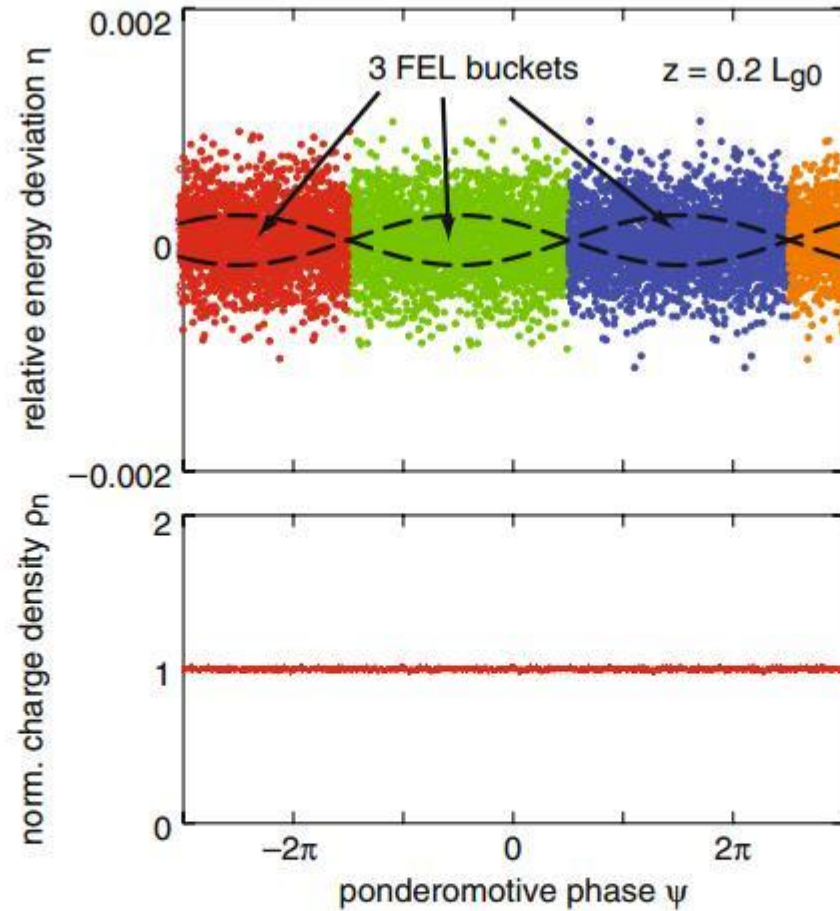 0.002
3 FEL buckets
z = 0.2 Lg0
relative energy deviation η
0
−0.002
2
norm. charge density ρn
1
0
−2π
0
2π
ponderomotive phase ψ